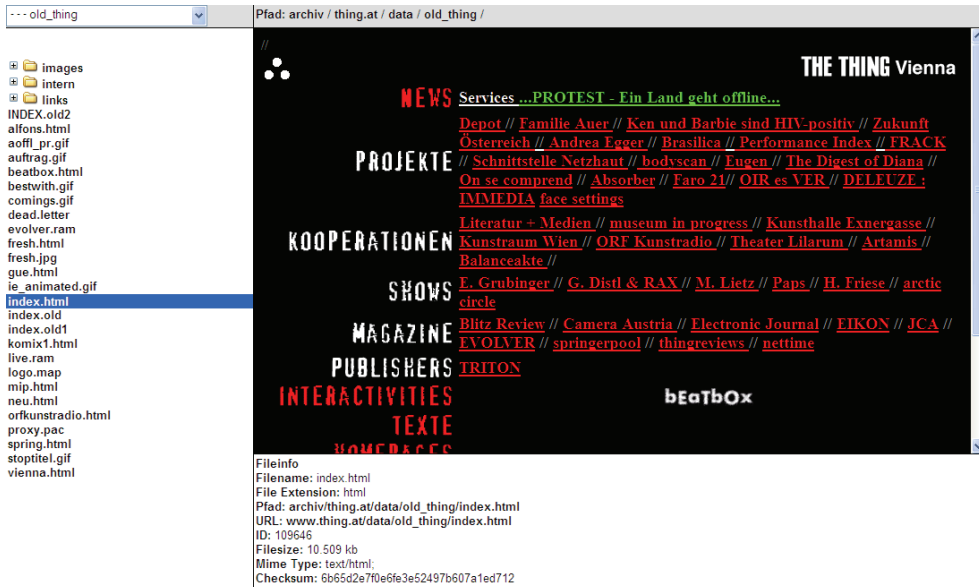 --- old_thing
Pfad: archiv / thing.at / data / old_thing /
images
intern
links
INDEX.old2
alfons.html
aoffl_pr.gif
auftrag.gif
beatbox.html
bestwith.gif
comings.gif
dead.letter
evolver.ram
fresh.html
fresh.jpg
gue.html
ie_animated.gif
index.html
index.old
index.old1
komix1.html
live.ram
logo.map
mip.html
neu.html
orfkunstradio.html
proxy.pac
spring.html
stoptitel.gif
vienna.html
//
THE THING Vienna
NEWS Services ...PROTEST - Ein Land geht offline...
PROJEKTE
Depot // Familie Auer // Ken und Barbie sind HIV-positiv // Zukunft
Österreich // Andrea Egger // Brasilica // Performance Index // FRACK
// Schnittstelle Netzhaut // bodyscan // Eugen // The Digest of Diana //
On se comprend // Absorber // Faro 21// OIR es VER // DELEUZE :
IMMEDIA face settings
KOOPERATIONEN
Literatur + Medien // museum in progress // Kunsthalle Exnergasse //
Kunstraum Wien // ORF Kunstradio // Theater Lilarum // Artamis //
Balanceakte //
SHOWS
E. Grubinger // G. Distl & RAX // M. Lietz // Paps // H. Friese // arctic
circle
MAGAZINE
Blitz Review // Camera Austria // Electronic Journal // EIKON // JCA //
EVOLVER // springerpool // thingreviews // nettime
PUBLISHERS TRITON
INTERACTIVITIES bEaTbOx
TEXTE
HOMEPAGES
Fileinfo
Filename: index.html
File Extension: html
Pfad: archiv/thing.at/data/old_thing/index.html
URL: www.thing.at/data/old_thing/index.html
ID: 109646
Filesize: 10.509 kb
Mime Type: text/html;
Checksum: 6b65d2e7f0e6fe3e52497b607a1ed712